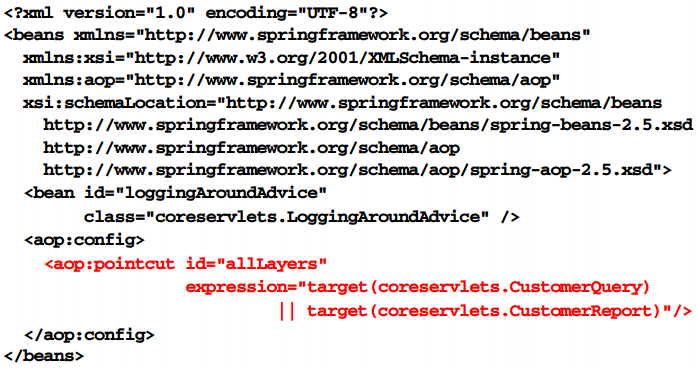 <?xml version="1.0" encoding="UTF-8"?>
<beans xmlns="http://www.springframework.org/schema/beans"
xmlns:xsi="http://www.w3.org/2001/XMLSchema-instance"
xmlns:aop="http://www.springframework.org/schema/aop"
xsi:schemaLocation="http://www.springframework.org/schema/beans
http://www.springframework.org/schema/beans/spring-beans-2.5.xsd
http://www.springframework.org/schema/aop
http://www.springframework.org/schema/aop/spring-aop-2.5.xsd">
<bean id="loggingAroundAdvice"
class="coreservlets.LoggingAroundAdvice" />
<aop:config>
<aop:pointcut id="allLayers"
expression="target(coreservlets.CustomerQuery)
|| target(coreservlets.CustomerReport)"/>
</aop:config>
</beans>